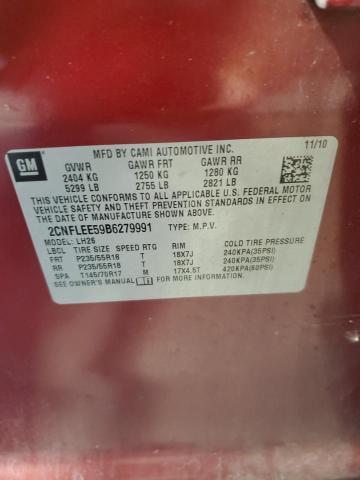 GM
MFD BY CAMI AUTOMOTIVE INC. 11/10
GVWR GAWR FRT GAWR RR
2404 KG 1250 KG 1280 KG
5299 LB 2755 LB 2821 LB
THIS VEHICLE CONFORMS TO ALL APPLICABLE U.S. FEDERAL MOTOR
VEHICLE SAFETY STANDARDS IN EFFECT ON THE DATE OF
MANUFACTURE SHOWN ABOVE.
2CNFLEE59B6279991 TYPE: M.P.V.
MODEL: LH26
LBCL TIRE SIZE SPEED RTG RIM COLD TIRE PRESSURE
FRT P235/55R18 T 18X7J 240KPA(35PSI)
RR P235/55R18 T 18X7J 240KPA(35PSI)
SPA T145/70R17 M 17X4.5T 420KPA(60PSI)
SEE OWNER'S MANUAL FOR ADDITIONAL INFORMATION.